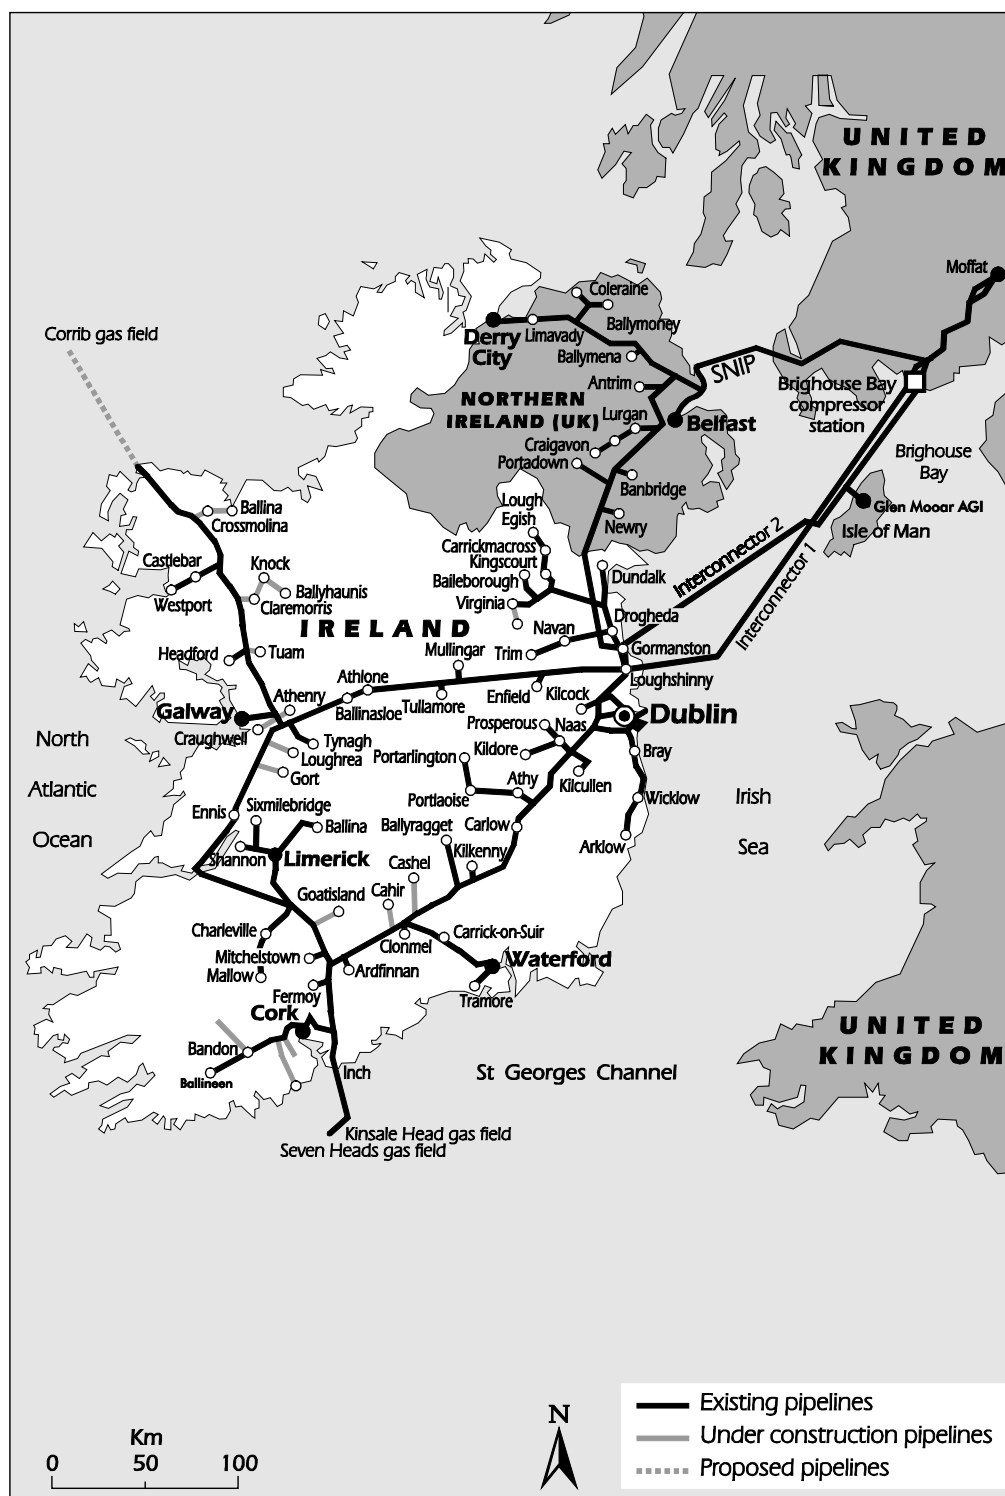 UNITED
KINGDOM
Moffat
Coleraine
Corrib gas field
Ballymoney
Derry
City
Limavady
Ballymena
SNIP
Antrim
Brighouse Bay
compressor
station
NORTHERN
IRELAND (UK)
Lurgan
Belfast
Craigavon
Portadown
Brighouse
Bay
Banbridge
Lough
Egish
Ballina
Crossmolina
Newry
Glen Mooar AGI
Isle of Man
Interconnector 2
Interconnector 1
Carrickmacross
Kingscourt
Baileborough
Castlebar
Knock
Dundalk
Westport
Ballyhaunis
Claremorris
Virginia
IRELAND
Drogheda
Navan
Headford
Tuam
Mullingar
Trim
Gormanston
Athlone
Loughshinny
Athenry
Enfield
Kilcock
Galway
Ballinasloe
Tullamore
Dublin
Prosperous
Naas
Craughwell
Tynagh
Loughrea
Kildore
Bray
Portarlington
Gort
Athy
Kilcullen
North
Atlantic
Ocean
Sixmilebridge
Portlaoise
Wicklow
Irish
Sea
Ennis
Ballina
Ballyragget
Carlow
Arklow
Shannon
Limerick
Kilkenny
Cashel
Goatisland
Cahir
Charleville
Clonmel
Carrick-on-Suir
Mitchelstown
Mallow
Ardfinnan
Waterford
Fermoy
Tramore
Cork
UNITED
KINGDOM
Bandon
Ballineen
Inch
St Georges Channel
Kinsale Head gas field
Seven Heads gas field
Km
0 50 100
N
Existing pipelines
Under construction pipelines
Proposed pipelines